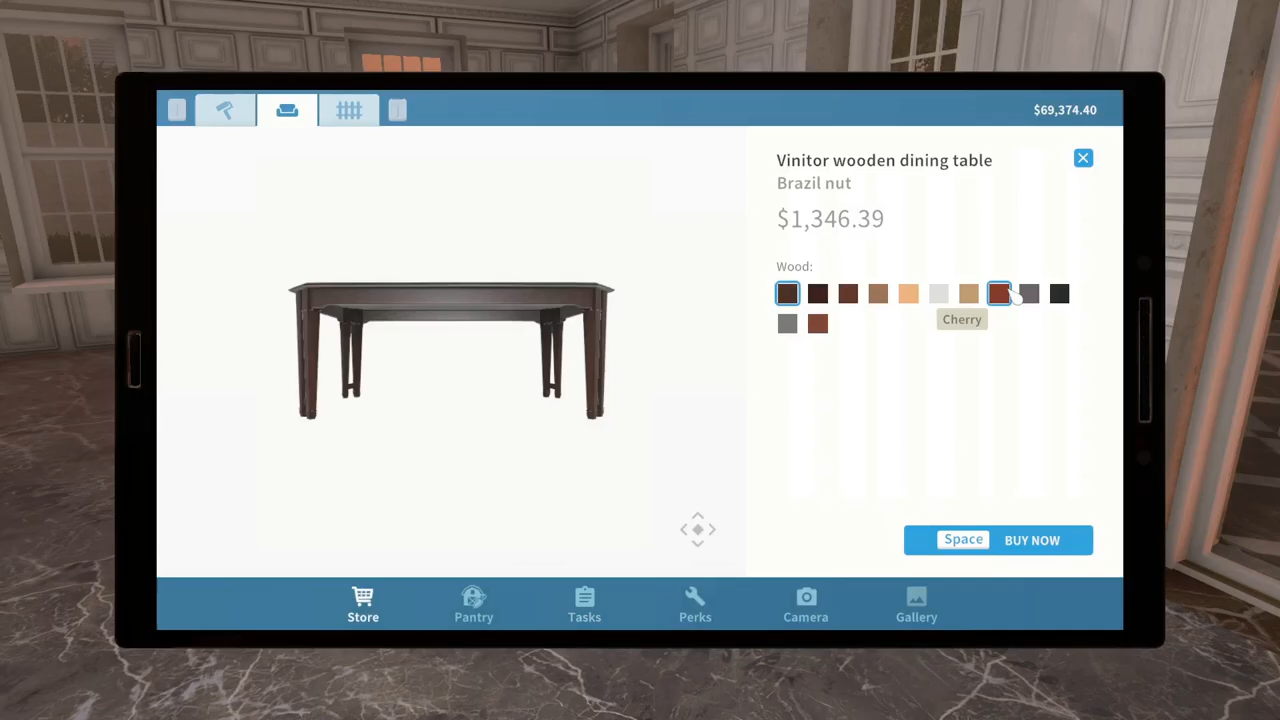 $69,374.40
Vinitor wooden dining table
Brazil nut
$1,346.39
Wood:
Cherry
Space BUY NOW
Store Pantry Tasks Perks Camera Gallery